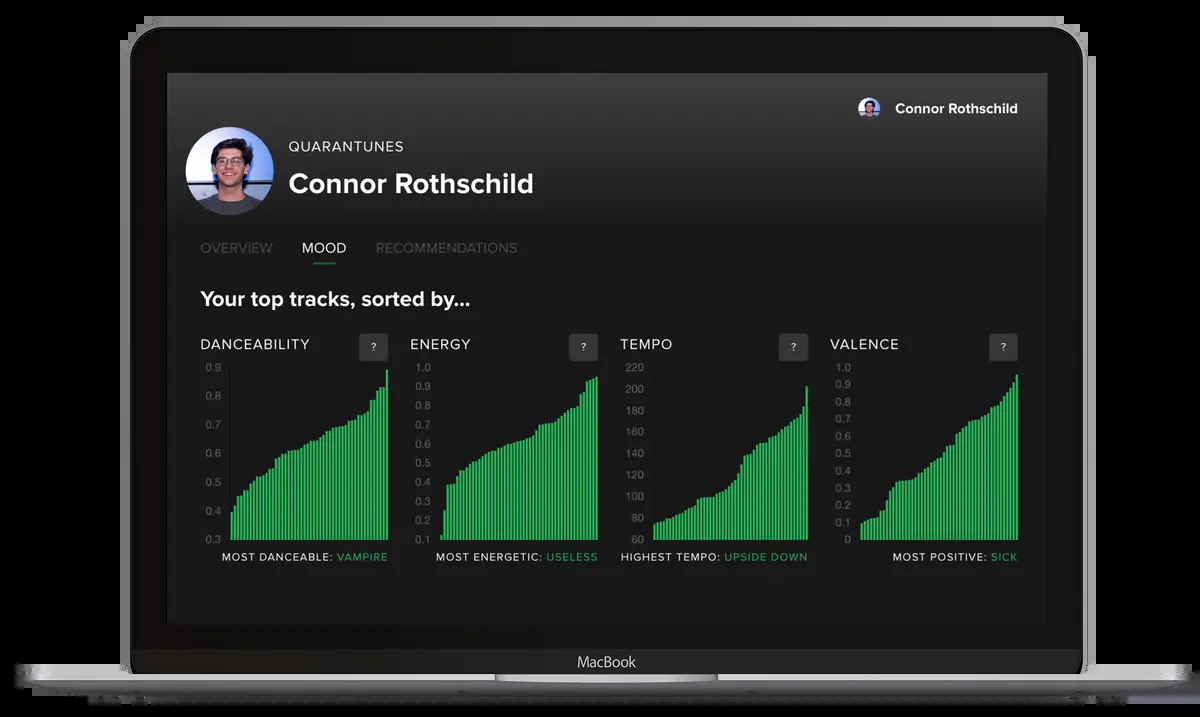 Connor Rothschild
QUARANTUNES
Connor Rothschild
OVERVIEW MOOD RECOMMENDATIONS
Your top tracks, sorted by...
DANCEABILITY ?
0.9
0.8
0.7
0.6
0.5
0.4
0.3
MOST DANCEABLE: VAMPIRE
ENERGY ?
1.0
0.9
0.8
0.7
0.6
0.5
0.4
0.3
0.2
0.1
MOST ENERGETIC: USELESS
TEMPO ?
220
200
180
160
140
120
100
80
60
HIGHEST TEMPO: UPSIDE DOWN
VALENCE ?
1.0
0.9
0.8
0.7
0.6
0.5
0.4
0.3
0.2
0.1
0
MOST POSITIVE: SICK
MacBook